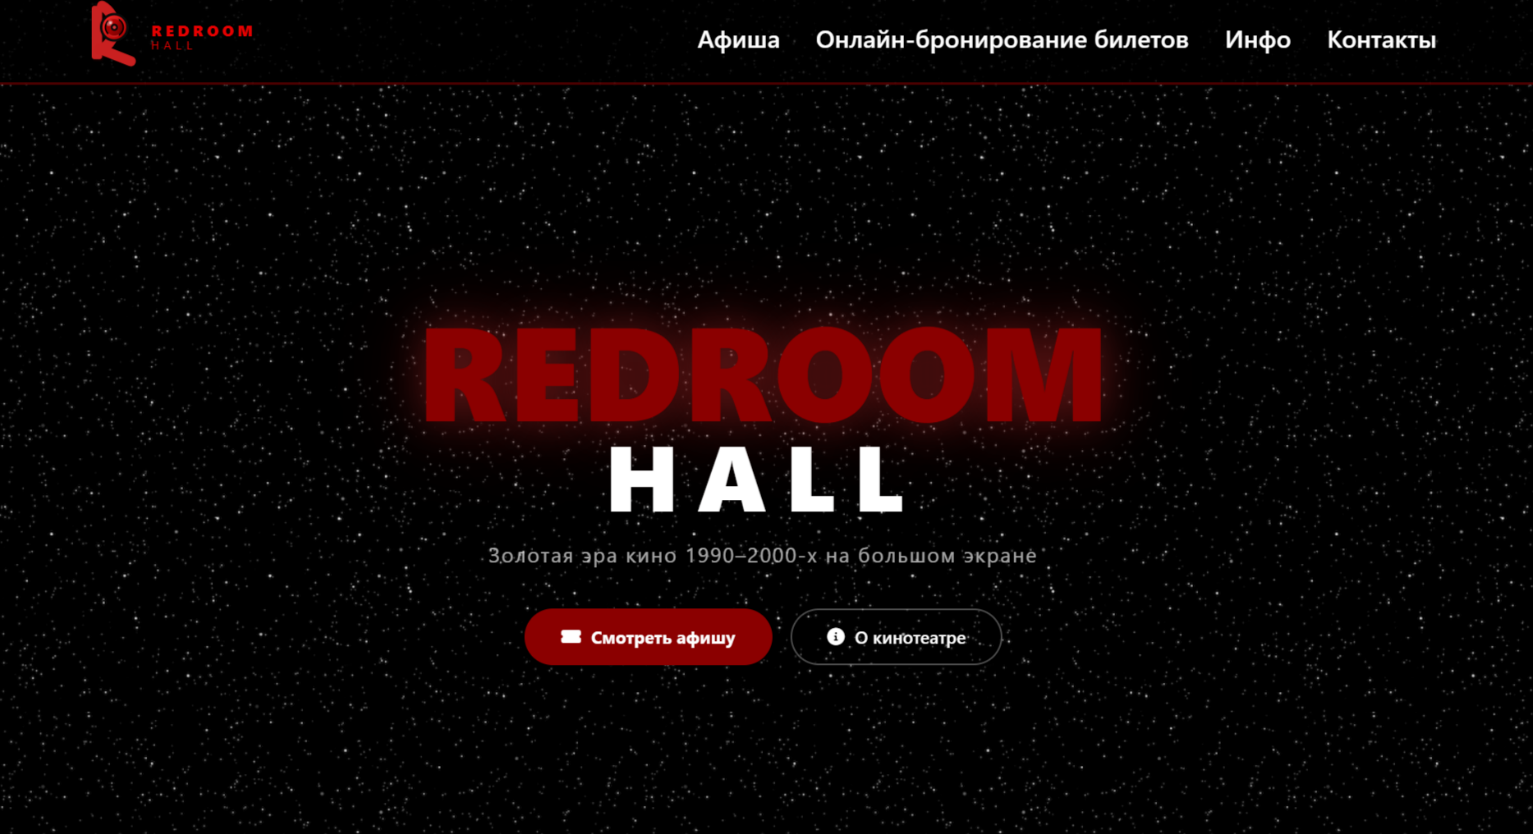 REDROOM
HALL
Афиша Онлайн-бронирование билетов Инфо Контакты
REDROOM
HALL
Золотая эра кино 1990–2000-х на большом экране
Смотреть афишу О кинотеатре